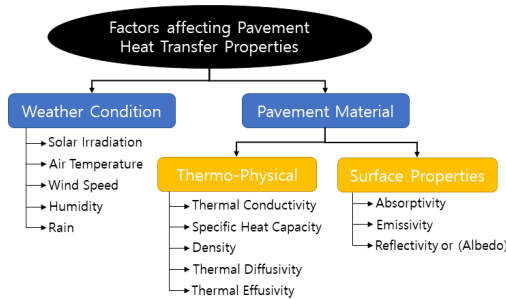 Factors affecting Pavement
Heat Transfer Properties
Weather Condition
Solar Irradiation
Air Temperature
Wind Speed
Humidity
Rain
Pavement Material
Thermo-Physical
Thermal Conductivity
Specific Heat Capacity
Density
Thermal Diffusivity
Thermal Effusivity
Surface Properties
Absorptivity
Emissivity
Reflectivity or (Albedo)